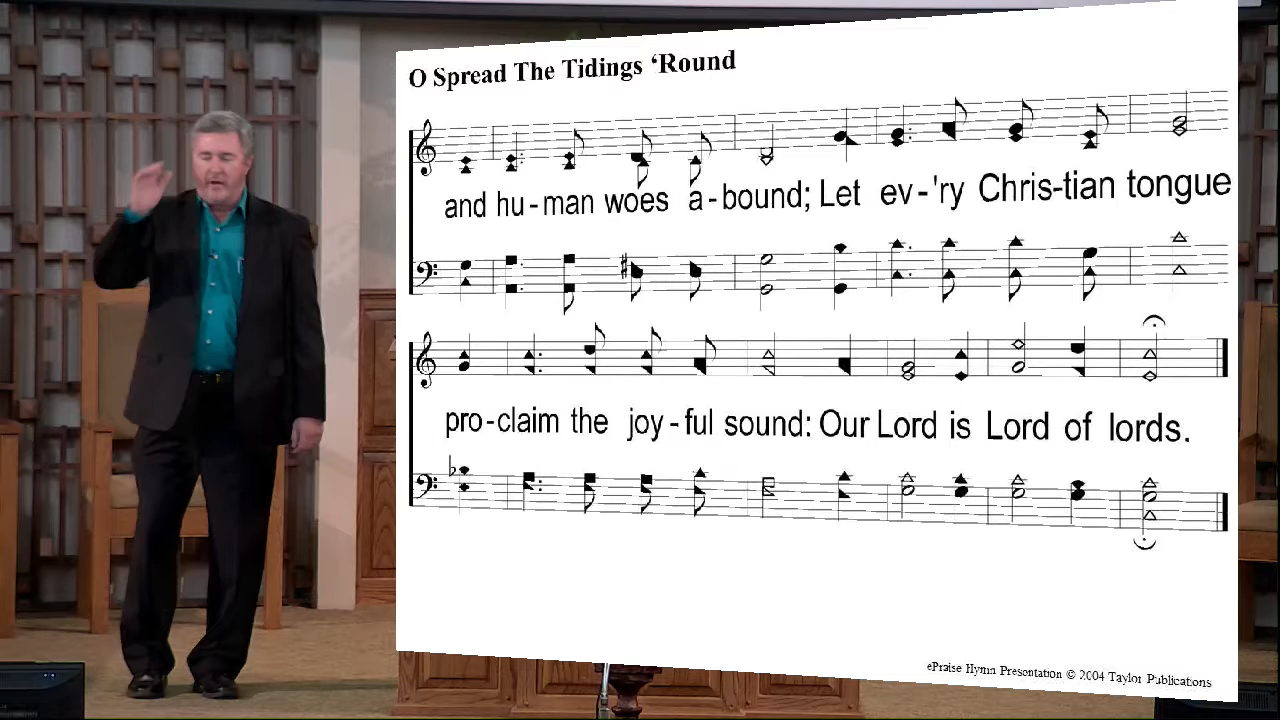 O Spread The Tidings ‘Round
and hu-man woes a-bound; Let ev-'ry Chris-tian tongue
pro-claim the joy-ful sound: Our Lord is Lord of lords.
ePraise Hymn Presentation © 2004 Taylor Publications